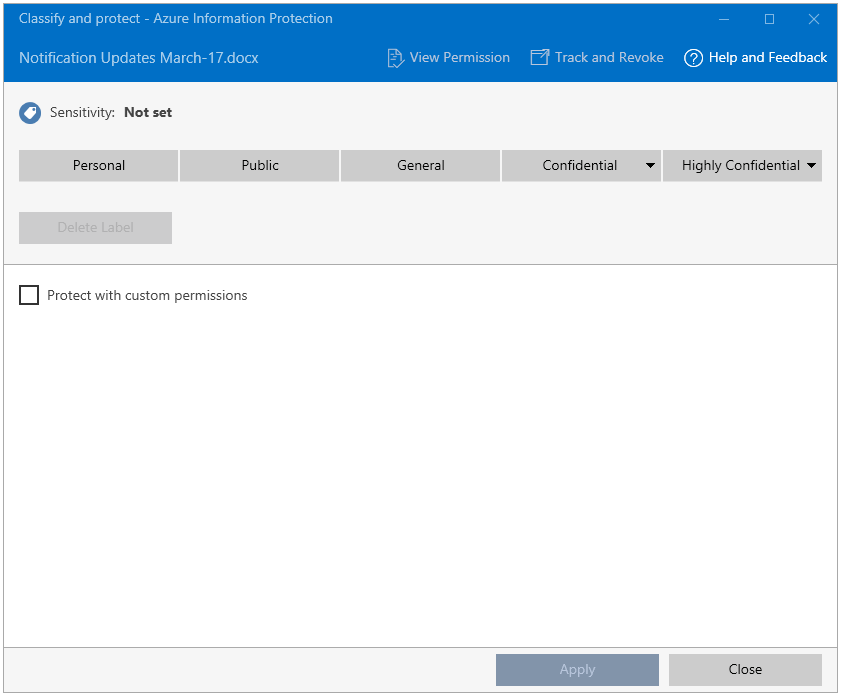 Classify and protect - Azure Information Protection
Notification Updates March-17.docx View Permission Track and Revoke Help and Feedback
Sensitivity: Not set
Personal Public General Confidential Highly Confidential
Delete Label
Protect with custom permissions
Apply Close